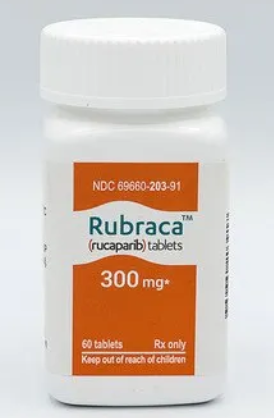 NDC 69660-203-91
Rubraca™
(rucaparib) tablets
300 mg*
60 tablets Rx only
Keep out of reach of children